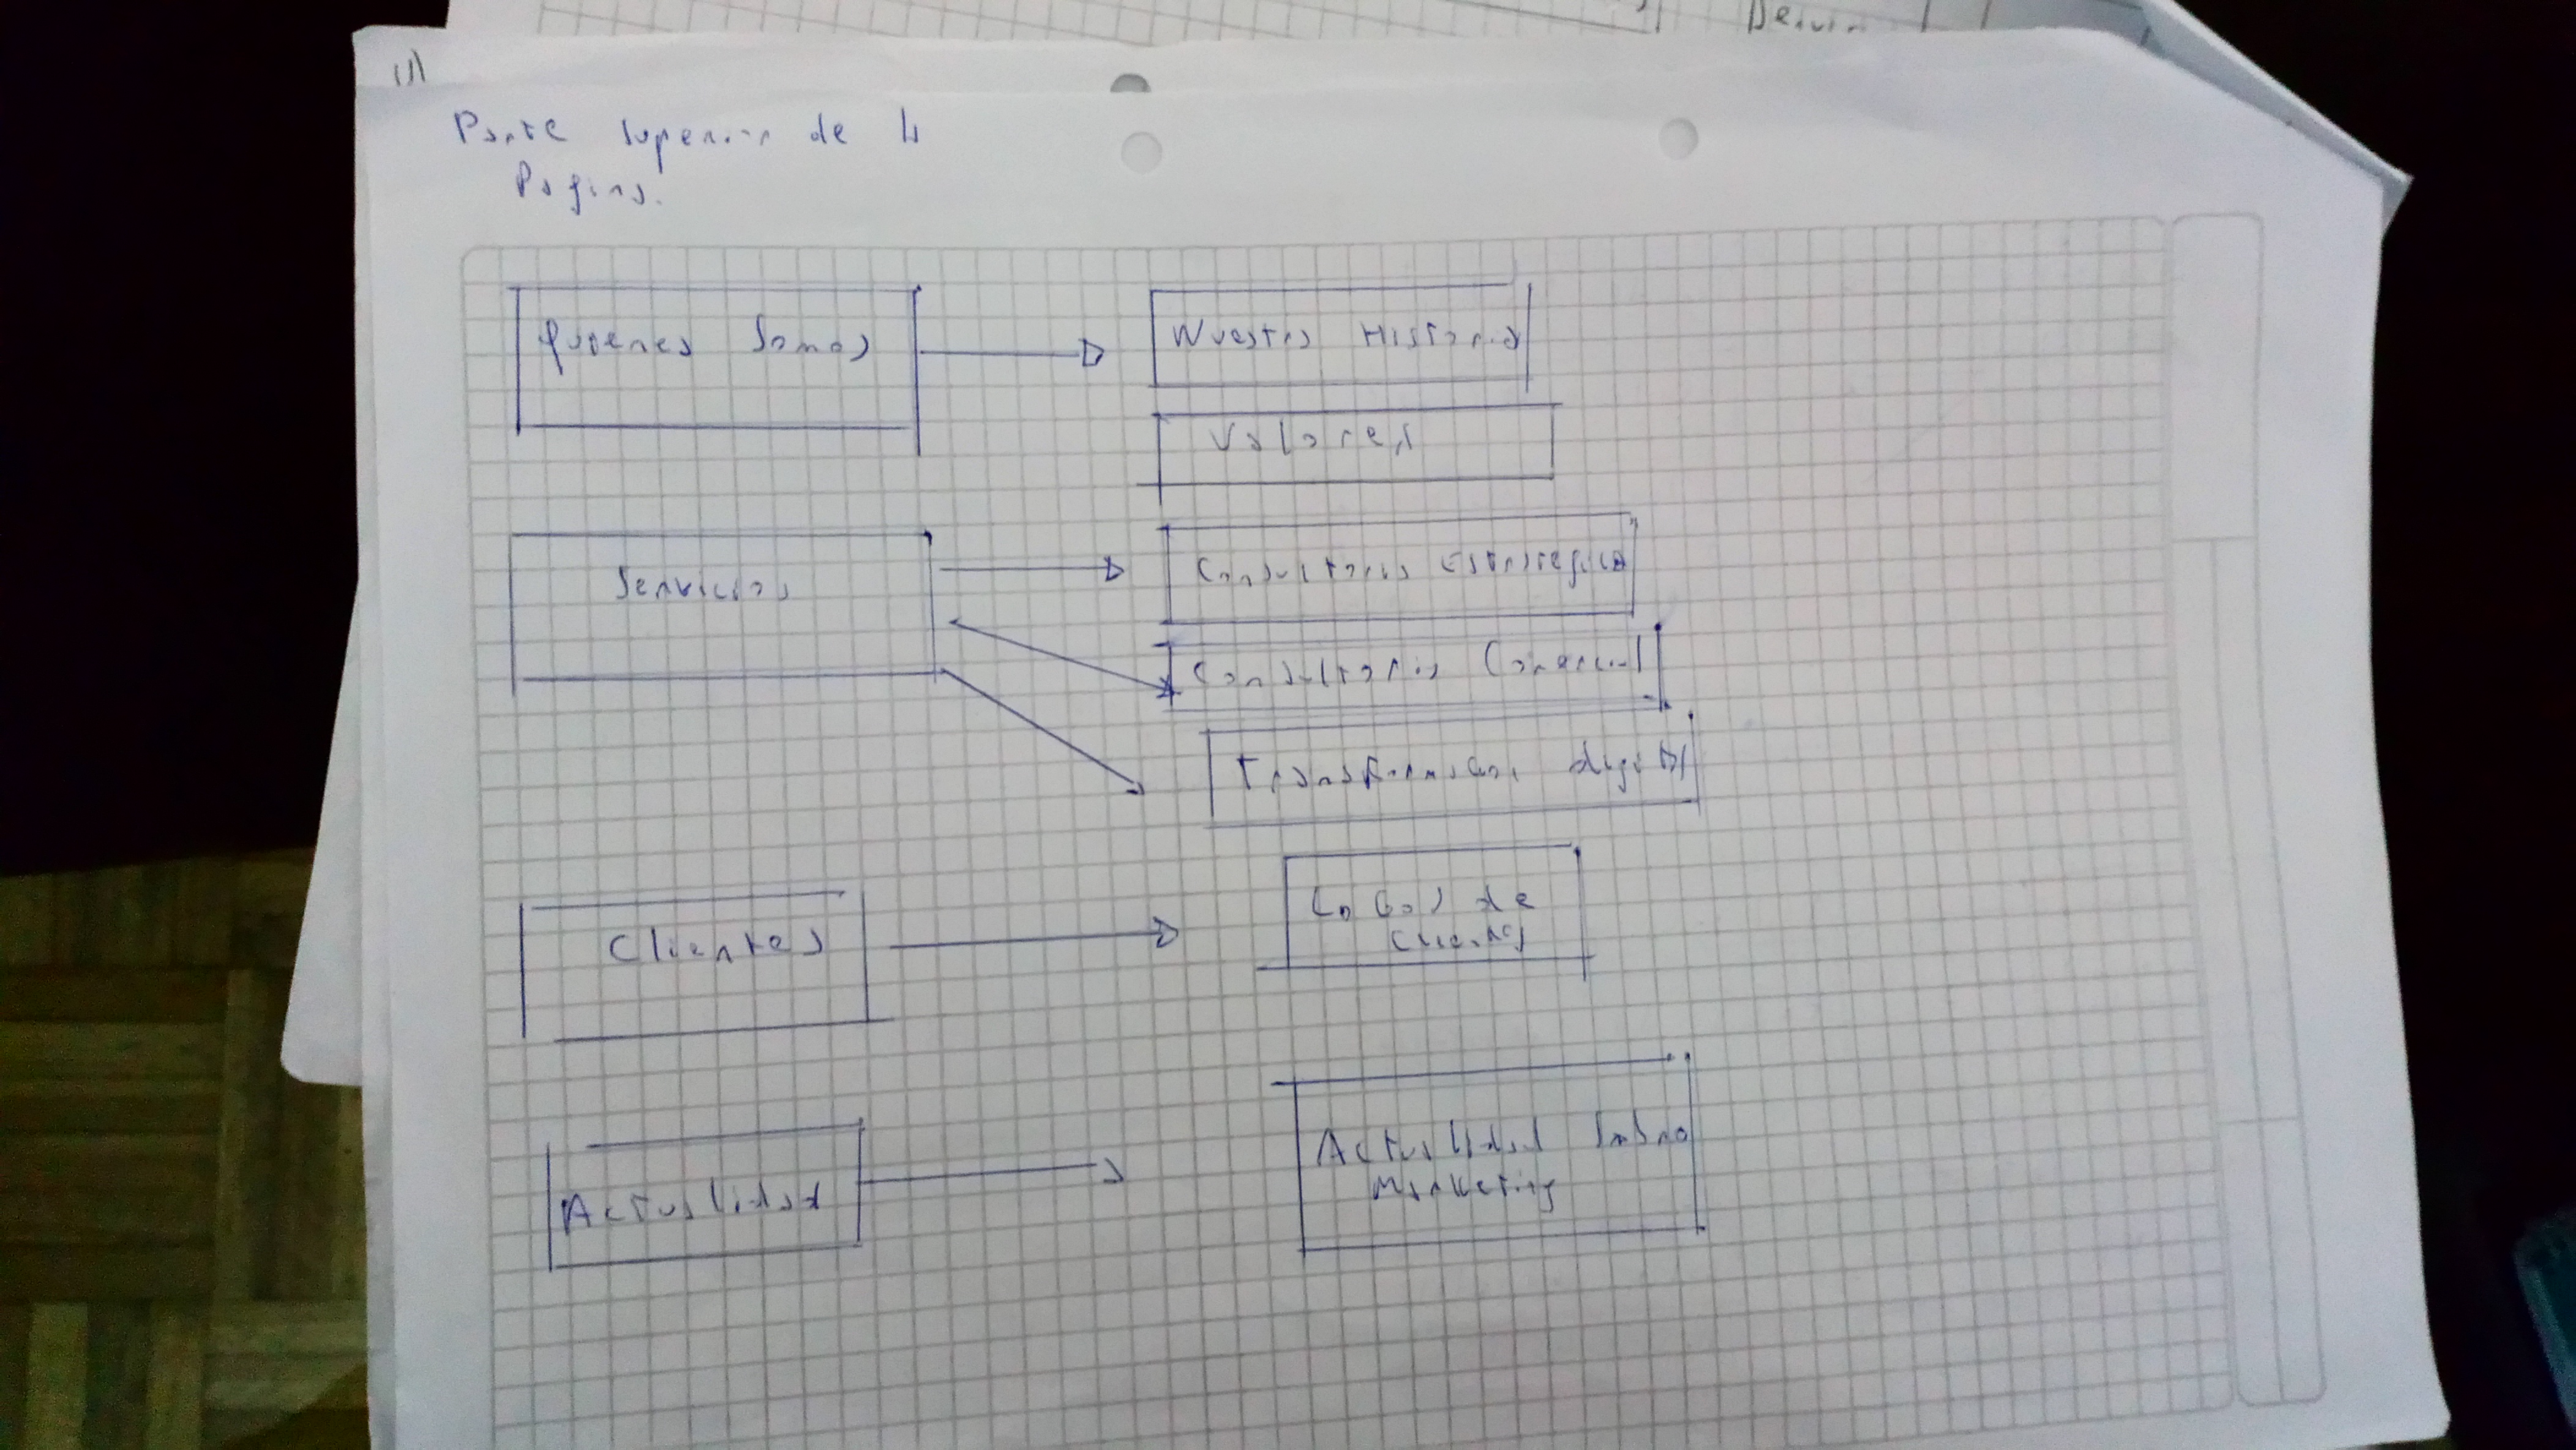 Parte superior de la
Pagina.
Quienes Somos
Nuestra Historia
Valores
Servicios
Consultoria Estrategica
Consultoria Comercial
Transformacion digital
Clientes
Logos de
Clientes
Actualidad
Actualidad sobre
Marketing